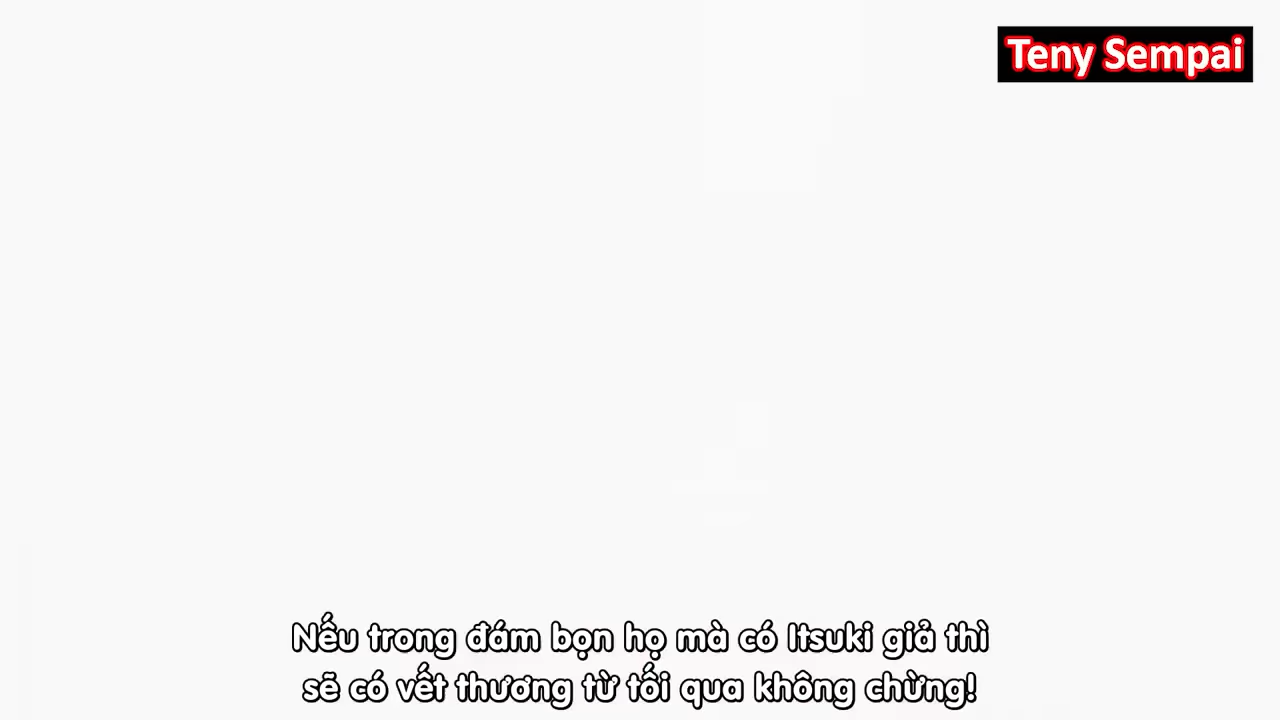 Teny Sempai
Nếu trong đám bọn họ mà có Itsuki giả thì
sẽ có vết thương từ tối qua không chừng!